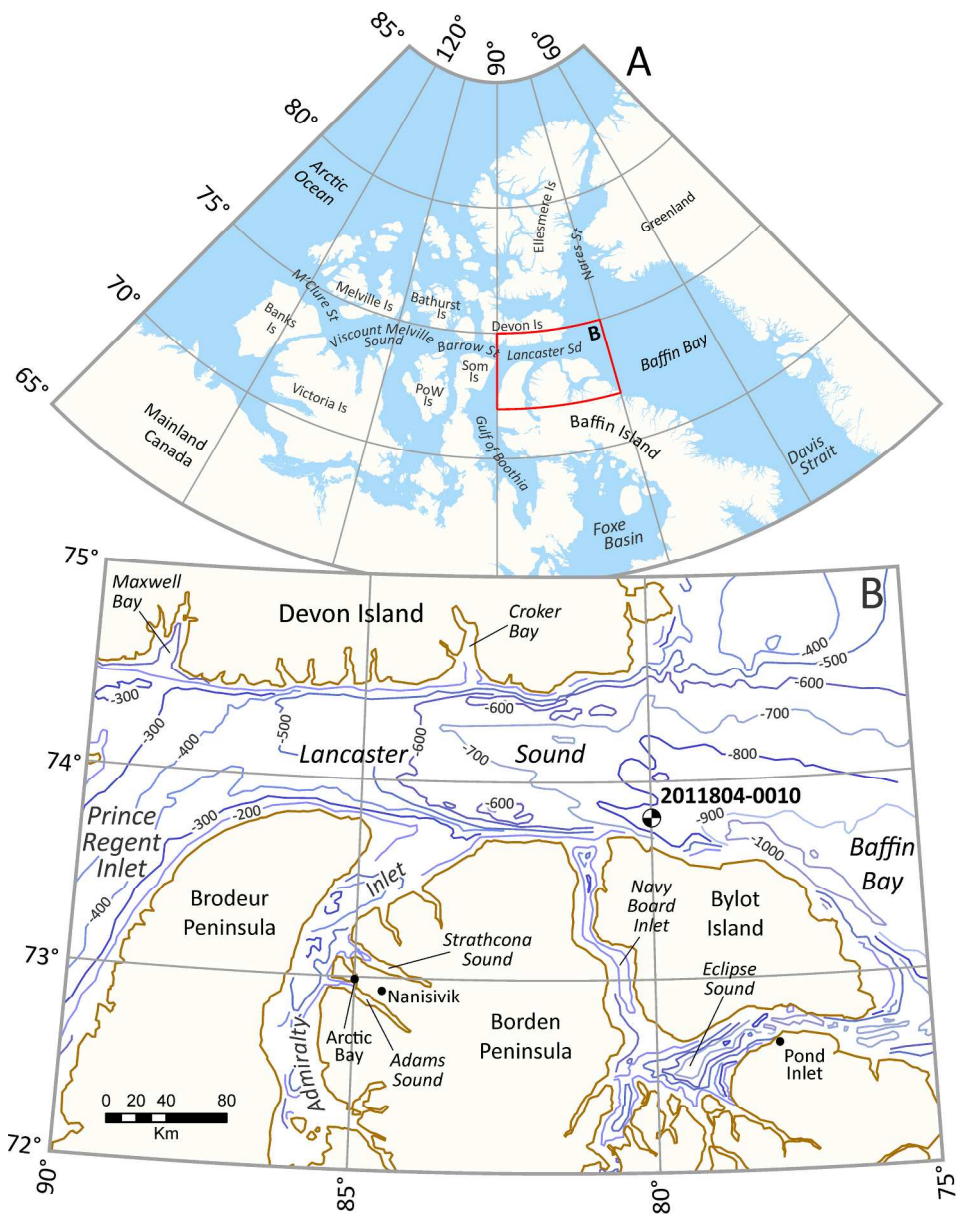 85°
120°
90°
60°
A
80°
75°
70°
65°
Arctic
Ocean
Ellesmere Is
Greenland
Nares St
M'Clure St
Melville Is
Bathurst
Is
Banks
Is
Viscount Melville
Sound
Barrow St
Devon Is
B
Lancaster Sd
Baffin Bay
Som
Is
PoW
Is
Victoria Is
Mainland
Canada
Gulf of Boothia
Baffin Island
Davis
Strait
Foxe
Basin
75°
Maxwell
Bay
Devon Island
Croker
Bay
B
-400
-500
-600
-300
-600
-700
-300
-400
-500
-600
-700
-800
Lancaster
Sound
74°
2011804-0010
-600
-900
-1000
-300
-200
Prince
Regent
Inlet
Baffin
Bay
-400
Brodeur
Peninsula
Inlet
Navy
Board
Inlet
Bylot
Island
Strathcona
Sound
73°
Eclipse
Sound
Nanisivik
Arctic
Bay
Adams
Sound
Borden
Peninsula
Admiralty
Pond
Inlet
0 20 40 80
Km
72°
90°
85°
80°
75°